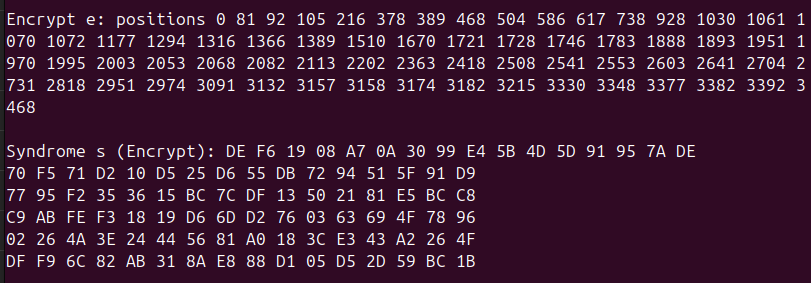 Encrypt e: positions 0 81 92 105 216 378 389 468 504 586 617 738 928 1030 1061 1
070 1072 1177 1294 1316 1366 1389 1510 1670 1721 1728 1746 1783 1888 1893 1951 1
970 1995 2003 2053 2068 2082 2113 2202 2363 2418 2508 2541 2553 2603 2641 2704 2
731 2818 2951 2974 3091 3132 3157 3158 3174 3182 3215 3330 3348 3377 3382 3392 3
468
Syndrome s (Encrypt): DE F6 19 08 A7 0A 30 99 E4 5B 4D 5D 91 95 7A DE
70 F5 71 D2 10 D5 25 D6 55 DB 72 94 51 5F 91 D9
77 95 F2 35 36 15 BC 7C DF 13 50 21 81 E5 BC C8
C9 AB FE F3 18 19 D6 6D D2 76 03 63 69 4F 78 96
02 26 4A 3E 24 44 56 81 A0 18 3C E3 43 A2 26 4F
DF F9 6C 82 AB 31 8A E8 88 D1 05 D5 2D 59 BC 1B